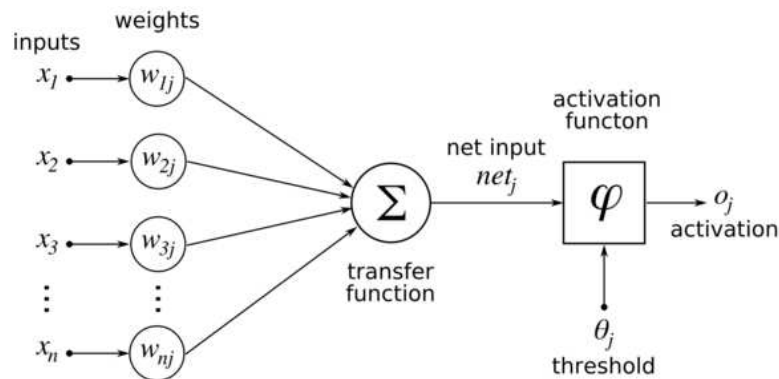 inputs
weights
x1
w1j
x2
w2j
x3
w3j
xn
wnj
Σ
transfer
function
net input
netj
activation
functon
φ
oj
activation
θj
threshold